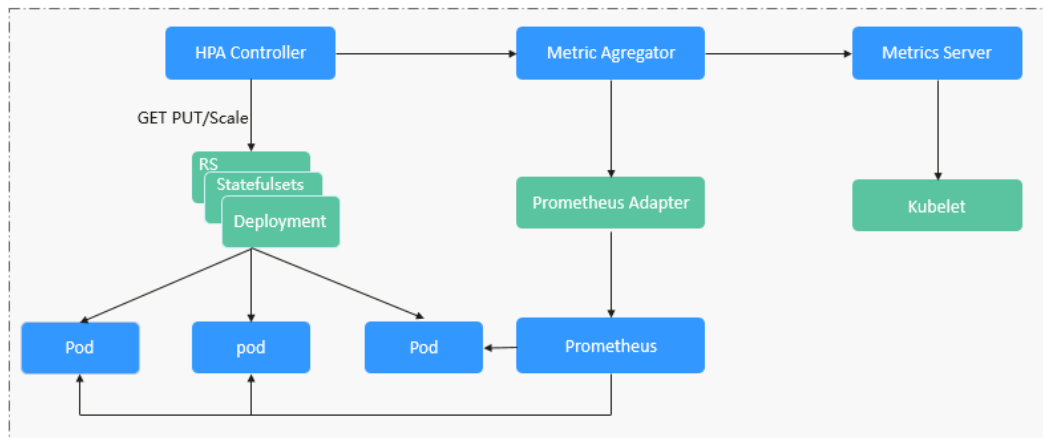 HPA Controller
Metric Agregator
Metrics Server
GET PUT/Scale
RS
Statefulsets
Deployment
Prometheus Adapter
Kubelet
Pod
pod
Pod
Prometheus